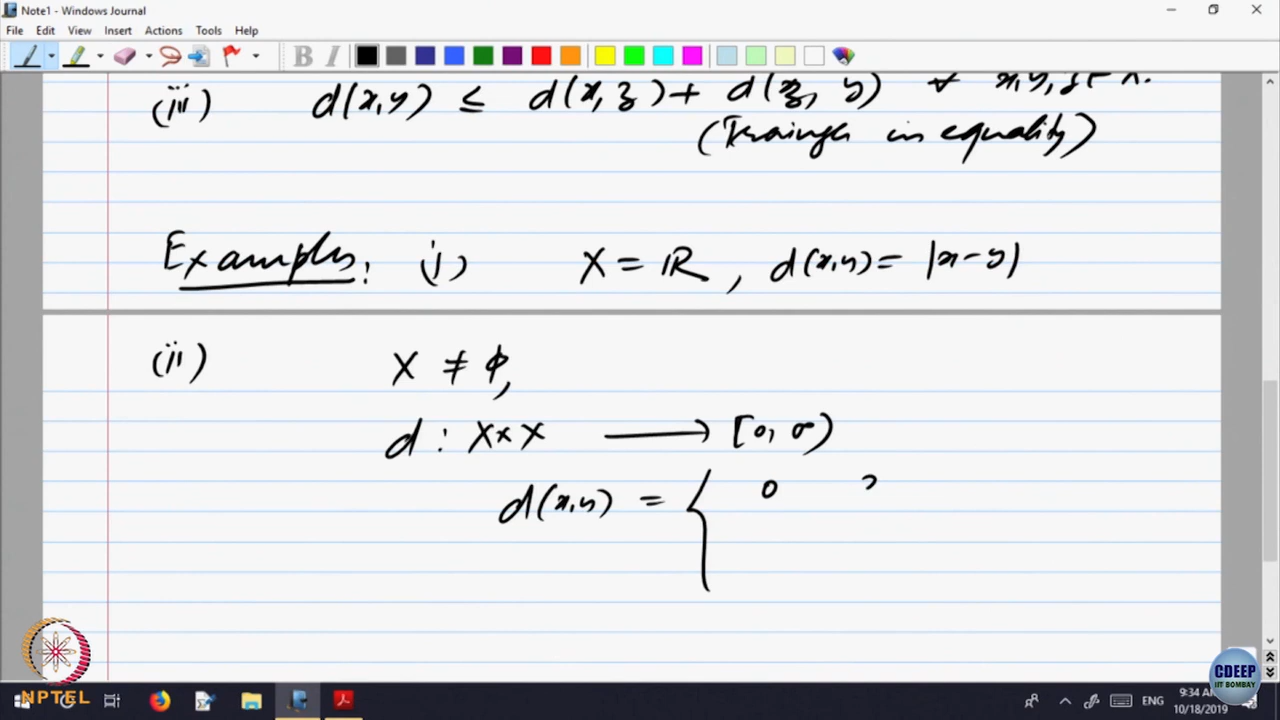 Note1 - Windows Journal
File Edit View Insert Actions Tools Help
(iii) d(x,y) ≤ d(x,z) + d(z,y) ∀ x,y,z ∈ X.
(Traingle inequality)
Examples: (i) X = ℝ, d(x,y) = |x-y|
(ii) X ≠ φ,
d : X×X ⟶ [0, ∞)
d(x,y) = { 0
NPTEL
CDEEP
IIT BOMBAY
ENG
9:34 AM
10/18/2019